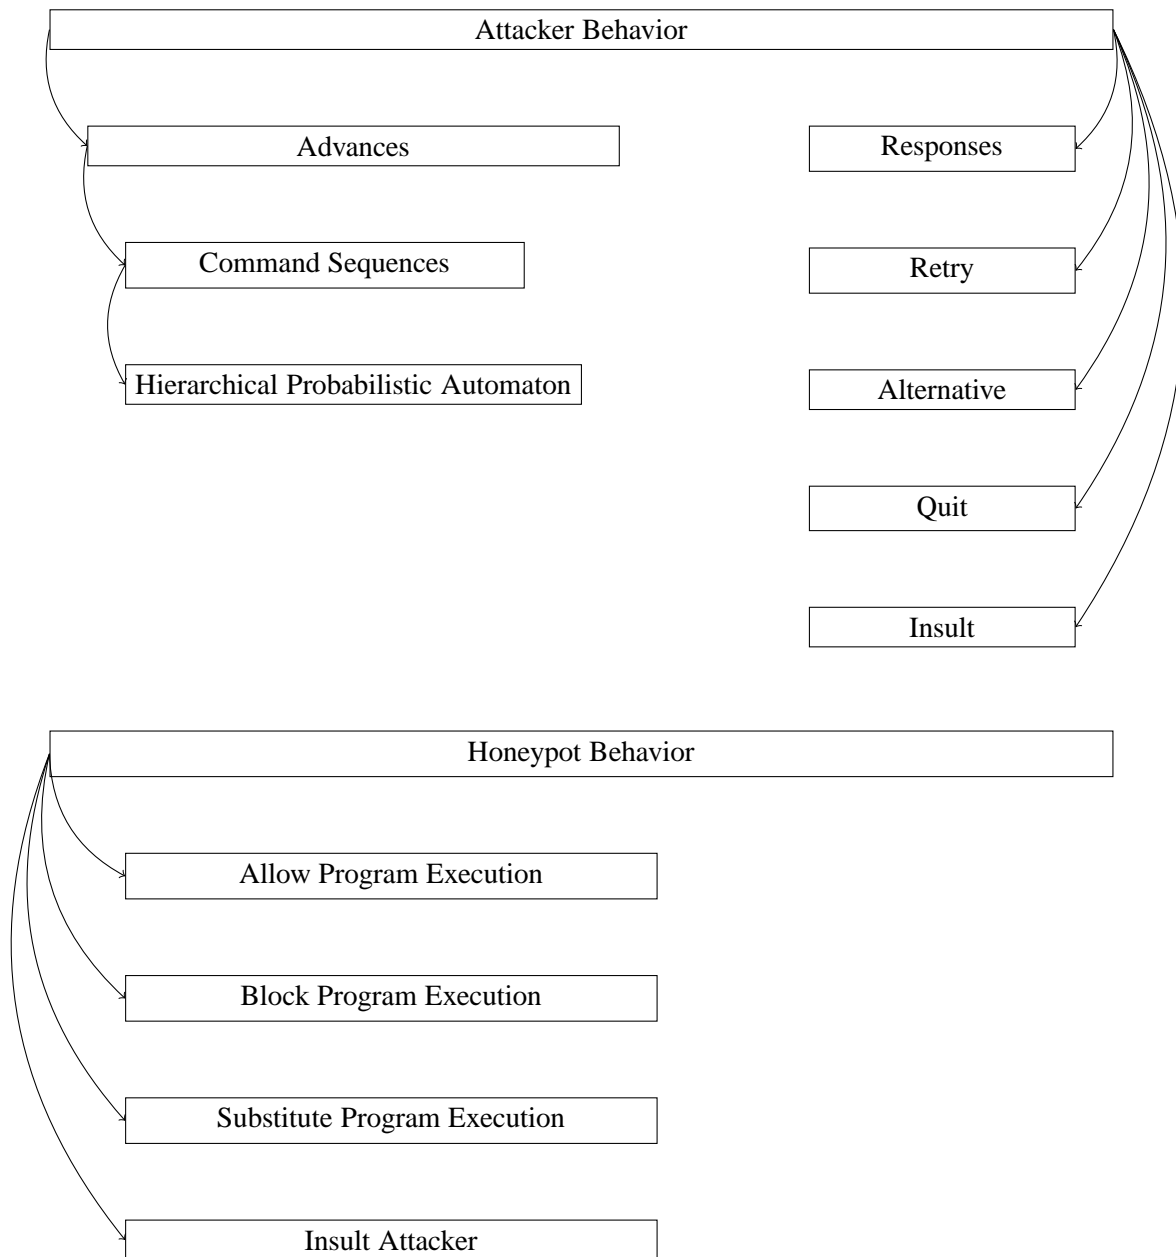 Attacker Behavior
Advances
Responses
Command Sequences
Retry
Hierarchical Probabilistic Automaton
Alternative
Quit
Insult
Honeypot Behavior
Allow Program Execution
Block Program Execution
Substitute Program Execution
Insult Attacker